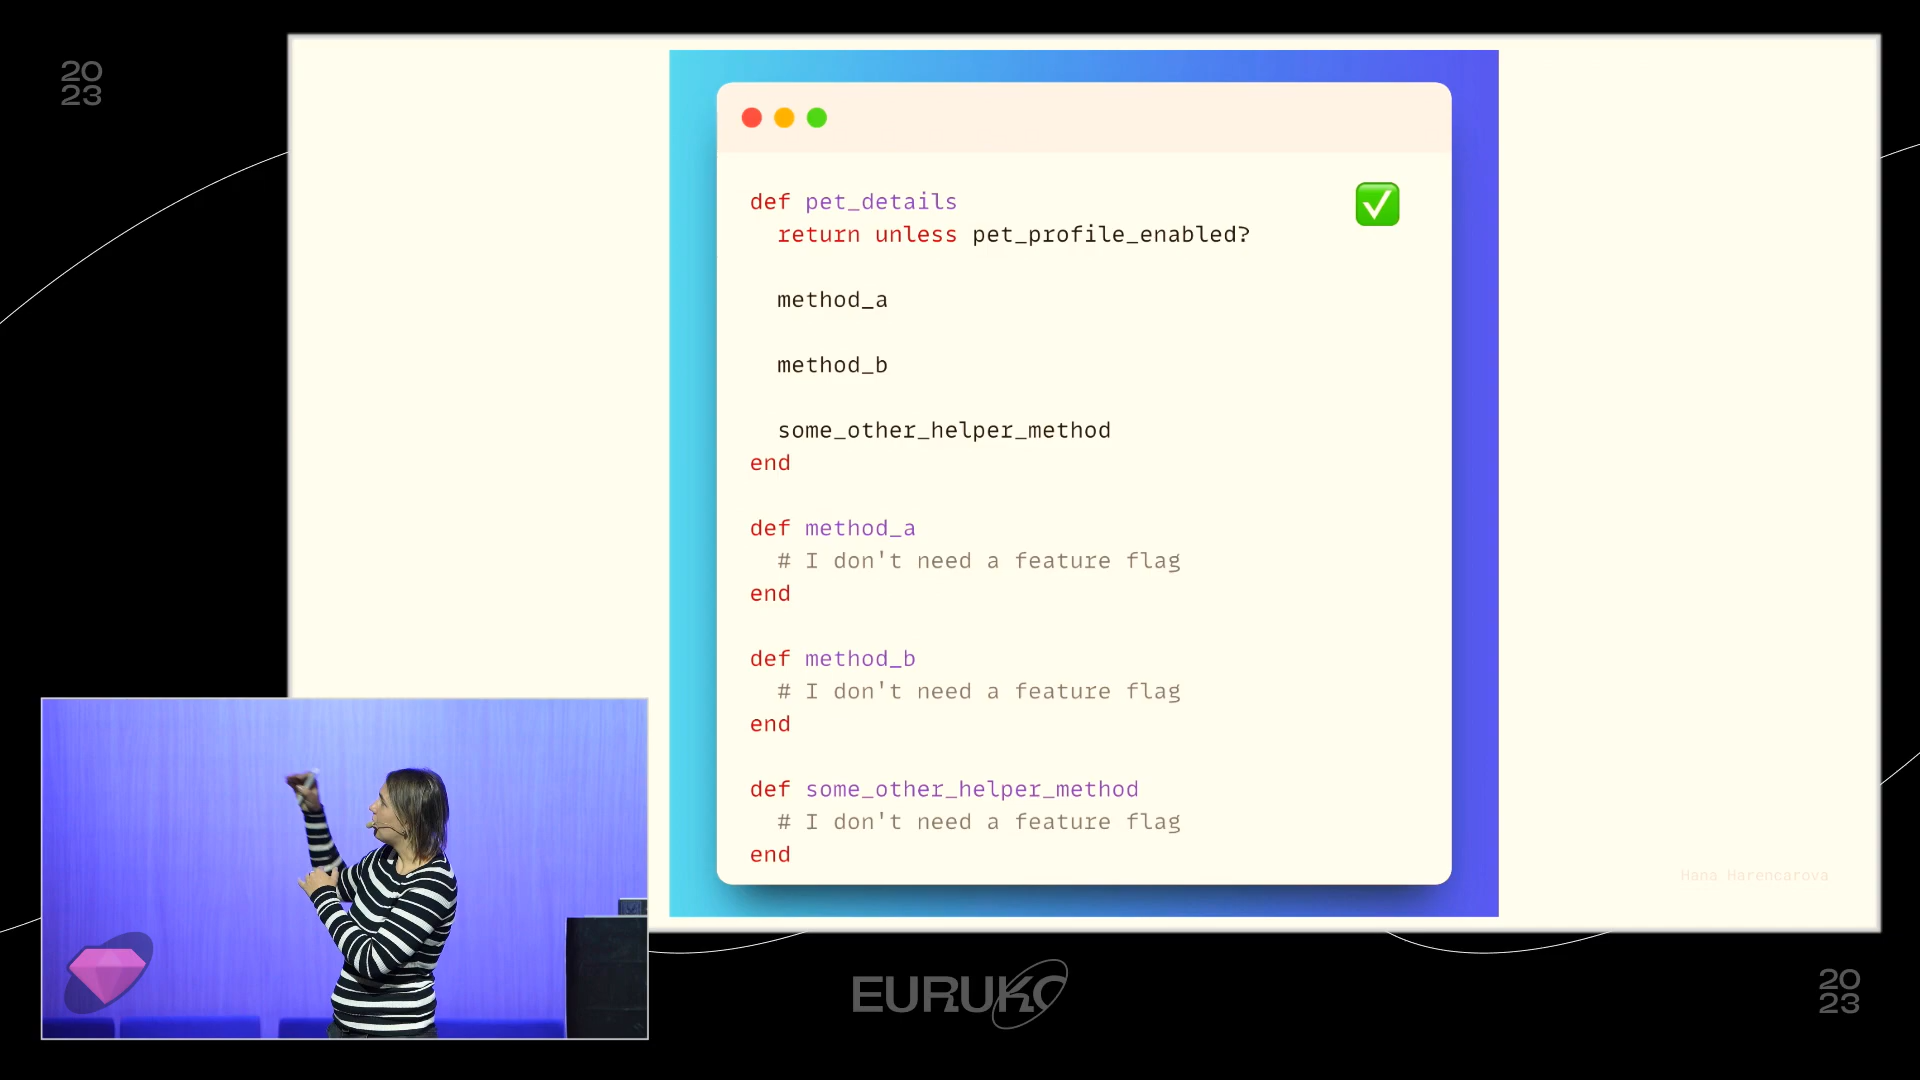 20
23
def pet_details
return unless pet_profile_enabled?
method_a
method_b
some_other_helper_method
end
def method_a
# I don't need a feature flag
end
def method_b
# I don't need a feature flag
end
def some_other_helper_method
# I don't need a feature flag
end
Hana Harencarova
EURUKO
20
23